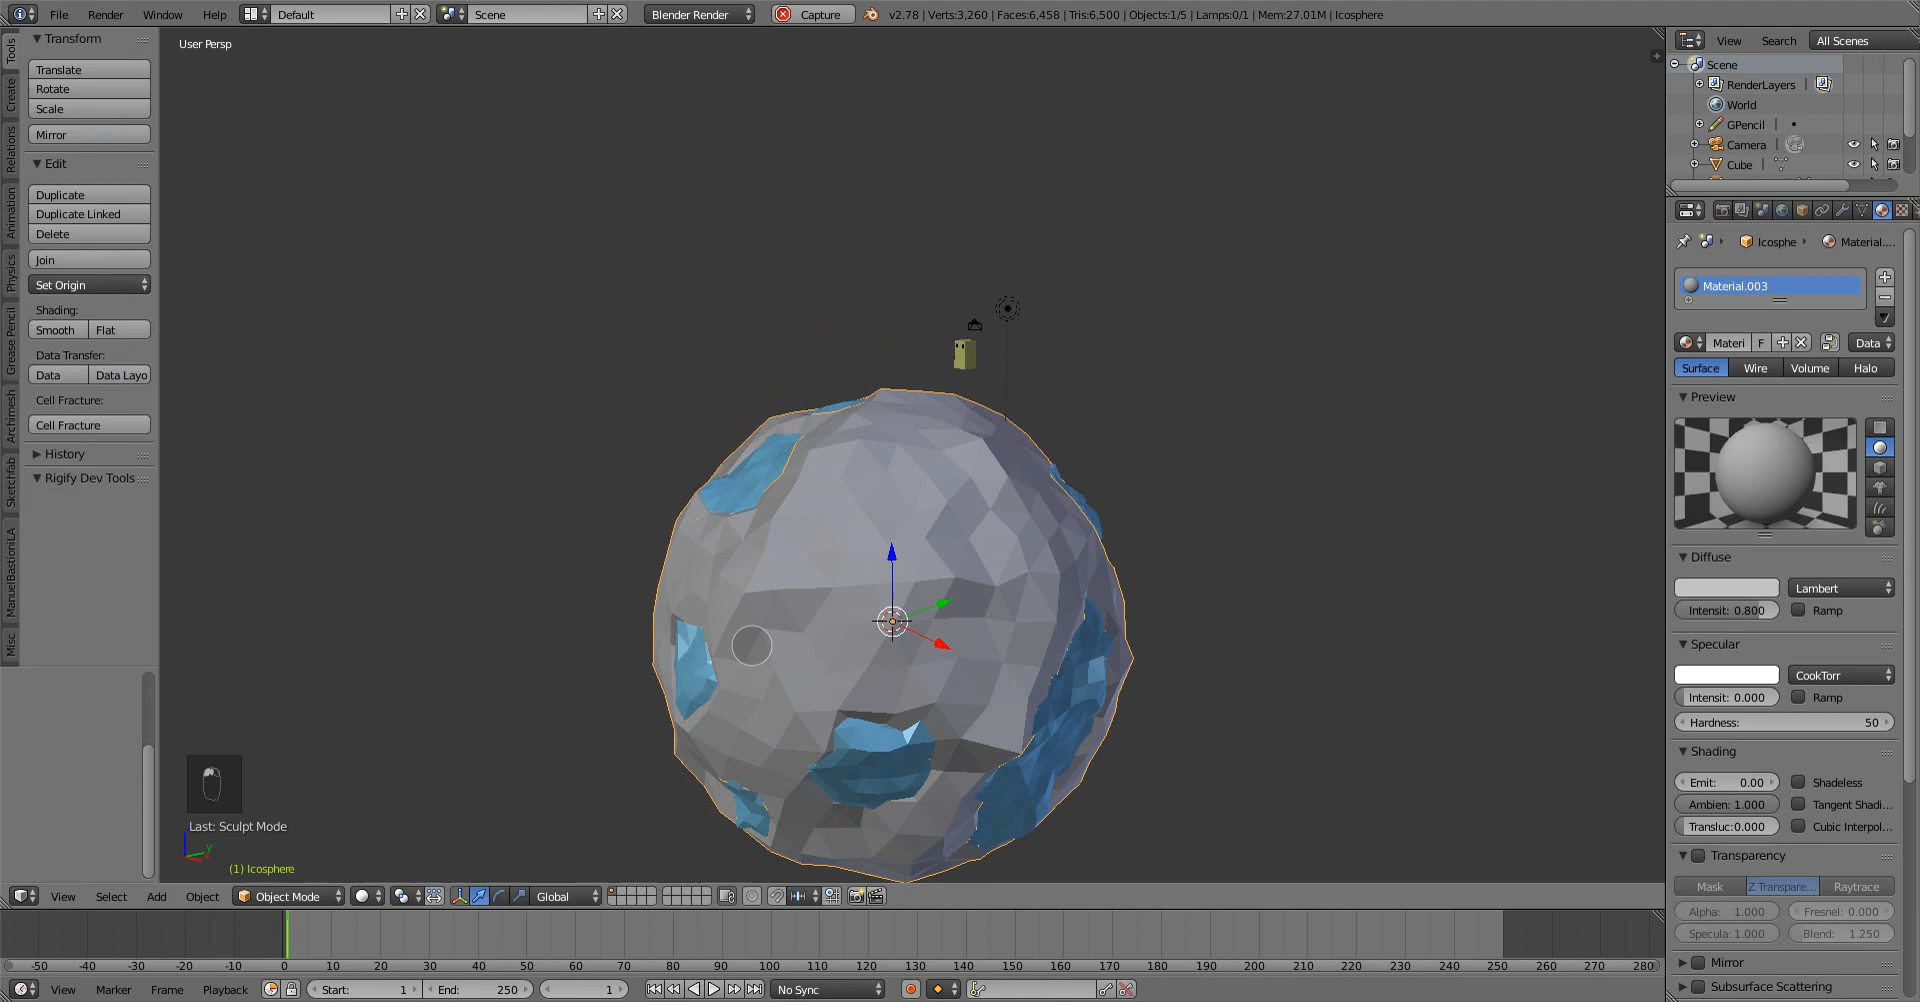 File Render Window Help Default Scene Blender Render Capture v2.78 | Verts:3,260 | Faces:6,458 | Tris:6,500 | Objects:1/5 | Lamps:0/1 | Mem:27.01M | Icosphere
Tools
Create
Relations
Animation
Physics
Grease Pencil
Archimesh
Sketchfab
ManuelBastioniLA
Misc
Transform
Translate
Rotate
Scale
Mirror
Edit
Duplicate
Duplicate Linked
Delete
Join
Set Origin
Shading:
Smooth Flat
Data Transfer:
Data Data Layo
Cell Fracture:
Cell Fracture
History
Rigify Dev Tools
User Persp
Last: Sculpt Mode
y
(1) Icosphere
View Search All Scenes
Scene
RenderLayers |
World
GPencil |
Camera |
Cube |
Icosphe Material....
Material.003
Materi F Data
Surface Wire Volume Halo
Preview
Diffuse
Lambert
Intensit: 0.800 Ramp
Specular
CookTorr
Intensit: 0.000 Ramp
Hardness: 50
Shading
Emit: 0.00 Shadeless
Ambien: 1.000 Tangent Shadi...
Transluc:0.000 Cubic Interpol...
Transparency
Mask Z Transpare... Raytrace
Alpha: 1.000 Fresnel: 0.000
Specula: 1.000 Blend: 1.250
Mirror
Subsurface Scattering
View Select Add Object Object Mode Global
-50 -40 -30 -20 -10 0 10 20 30 40 50 60 70 80 90 100 110 120 130 140 150 160 170 180 190 200 210 220 230 240 250 260 270 280
View Marker Frame Playback Start: 1 End: 250 1 No Sync